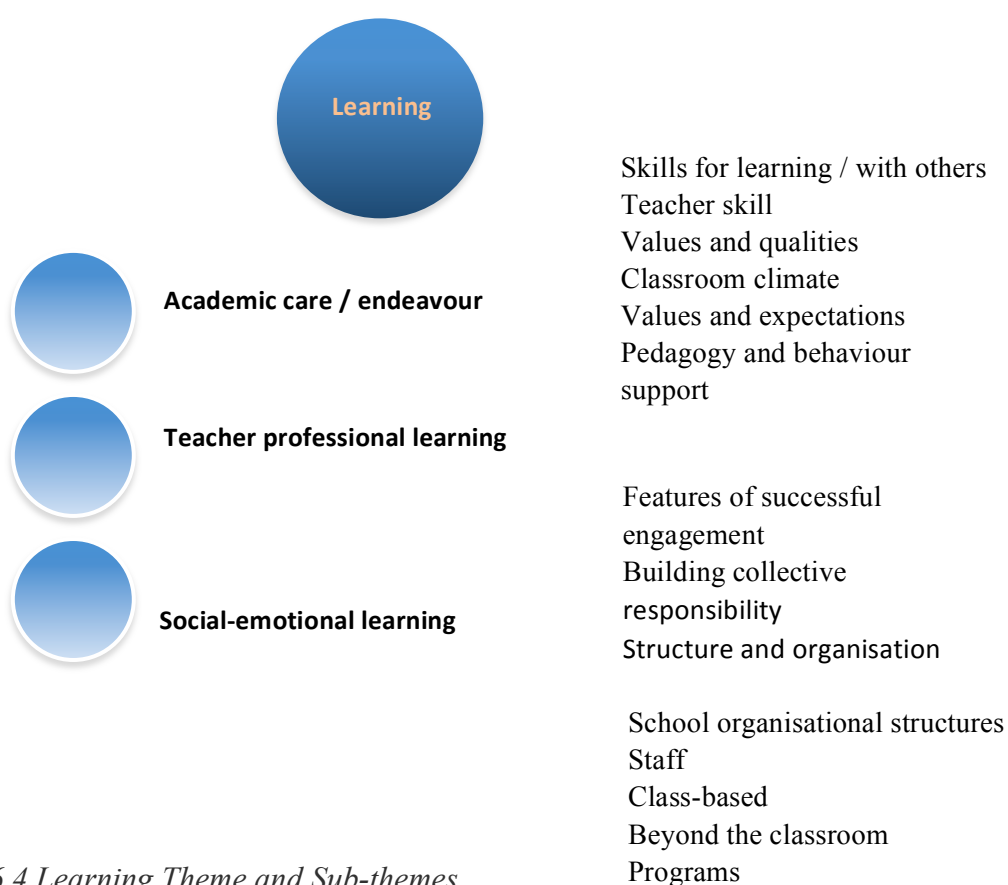 Learning
Academic care / endeavour
Teacher professional learning
Social-emotional learning
Skills for learning / with others
Teacher skill
Values and qualities
Classroom climate
Values and expectations
Pedagogy and behaviour
support
Features of successful
engagement
Building collective
responsibility
Structure and organisation
School organisational structures
Staff
Class-based
Beyond the classroom
Programs
4 Learning Theme and Sub-themes